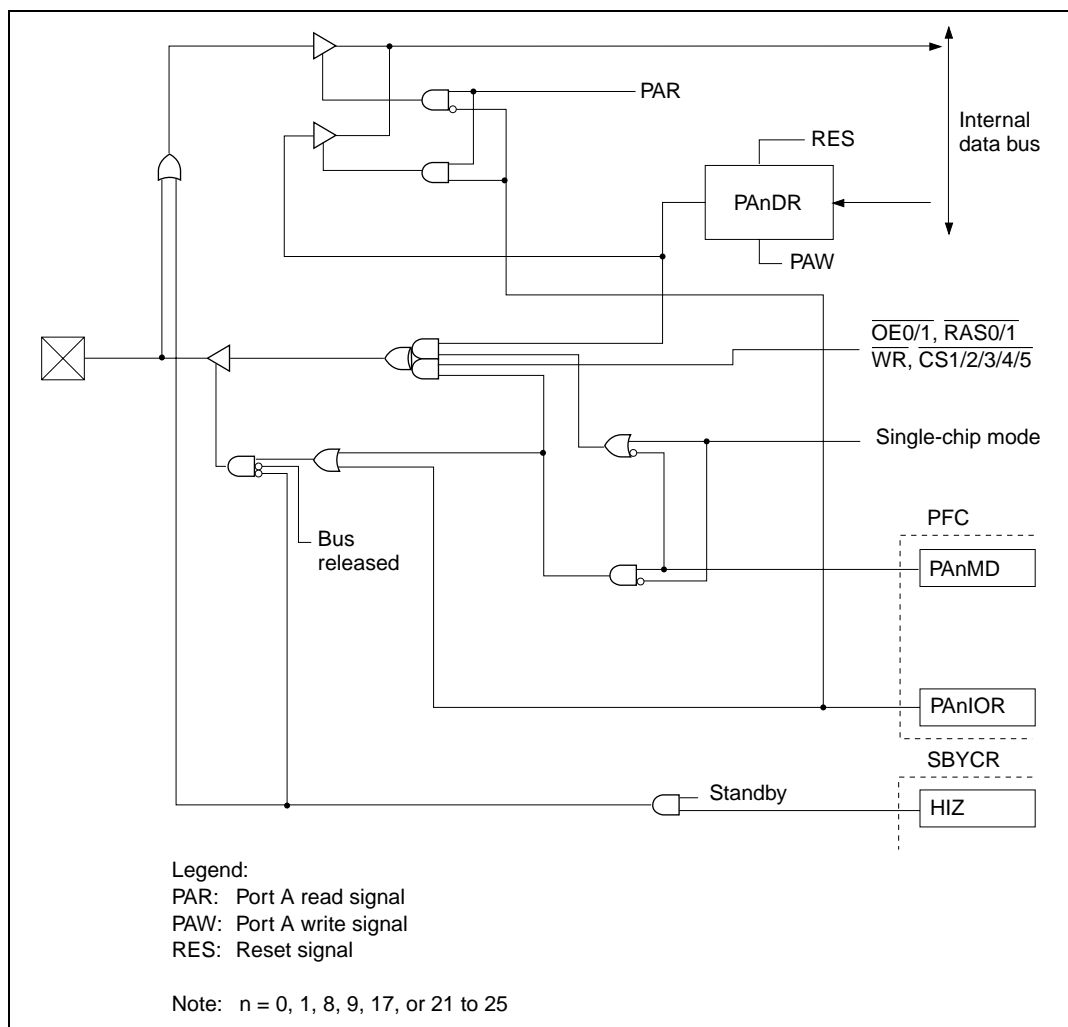 PAR
Internal
data bus
RES
PAnDR
PAW
OE0/1, RAS0/1
WR, CS1/2/3/4/5
Single-chip mode
Bus
released
PFC
PAnMD
PAnIOR
SBYCR
Standby
HIZ
Legend:
PAR: Port A read signal
PAW: Port A write signal
RES: Reset signal
Note: n = 0, 1, 8, 9, 17, or 21 to 25